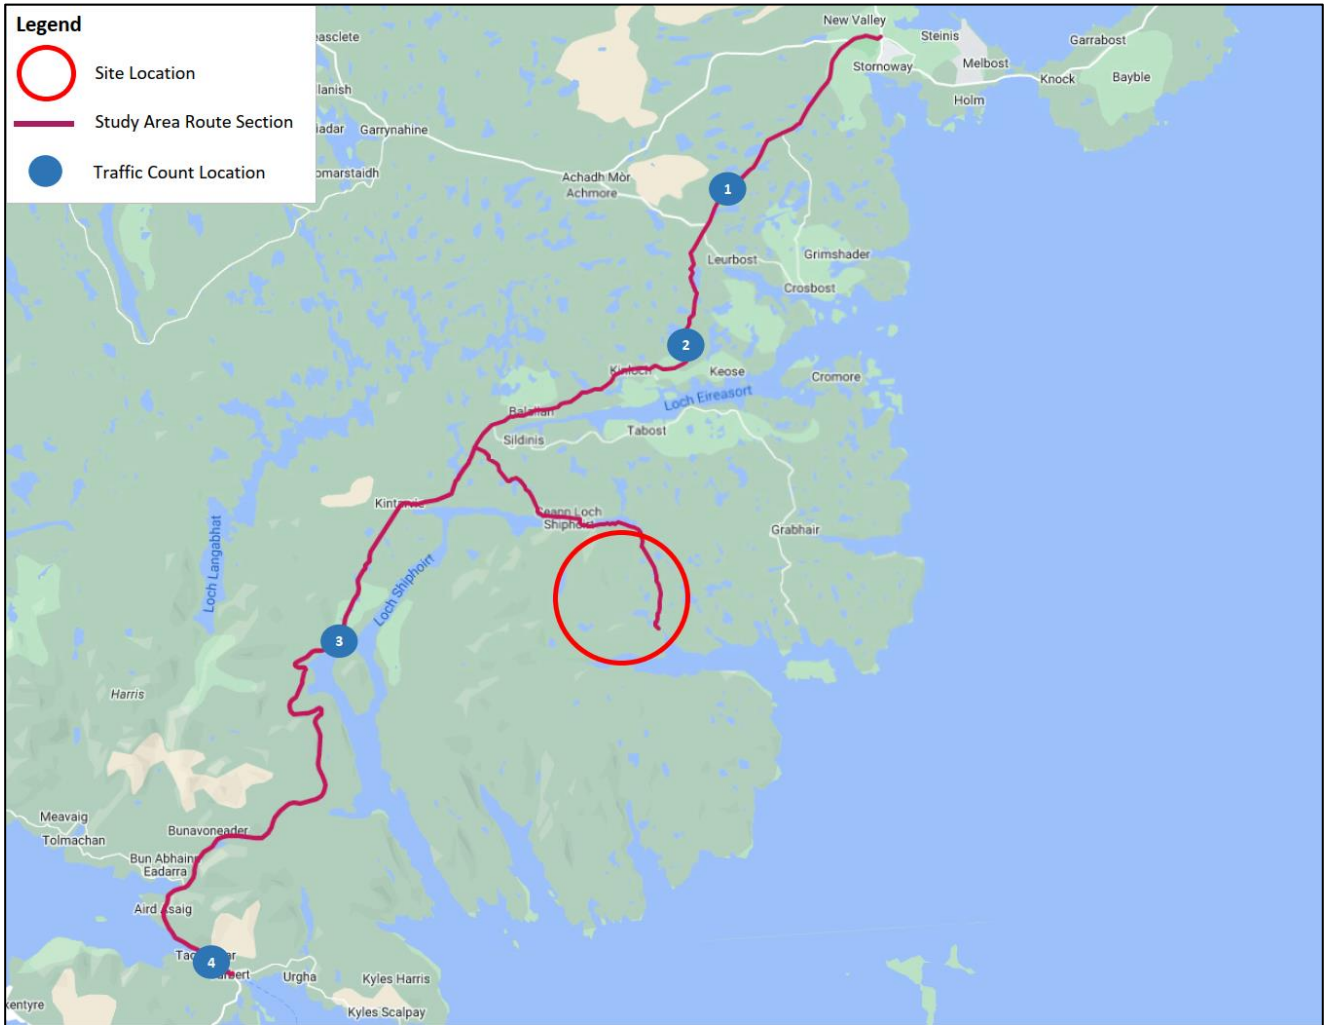 Legend
Site Location
Study Area Route Section
Traffic Count Location
New Valley
Steinis
Garrabost
Stornoway
Melbost
Knock
Bayble
Holm
Garrynahine
Achadh Mòr
Achmore
1
Leurbost
Grimshader
Crosbost
2
Keose
Cromore
Loch Eireasort
Balallan
Tabost
Sildinis
Kintarvie
Ceann Loch
Shiphoirt
Grabhair
Loch Langabhat
Loch Shiphoirt
3
Harris
Meavaig
Tolmachan
Bunavoneader
Bun Abhainn
Eadarra
Aird Asaig
4
Urgha
Kyles Harris
Kyles Scalpay